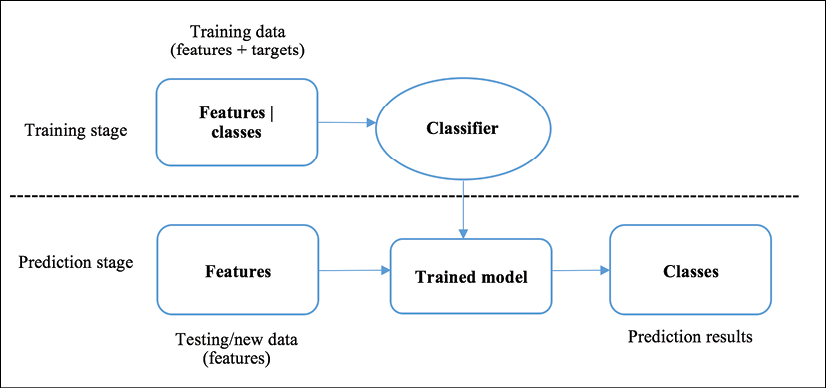 Training data
(features + targets)
Training stage
Features |
classes
Classifier
Prediction stage
Features
Trained model
Classes
Testing/new data
(features)
Prediction results